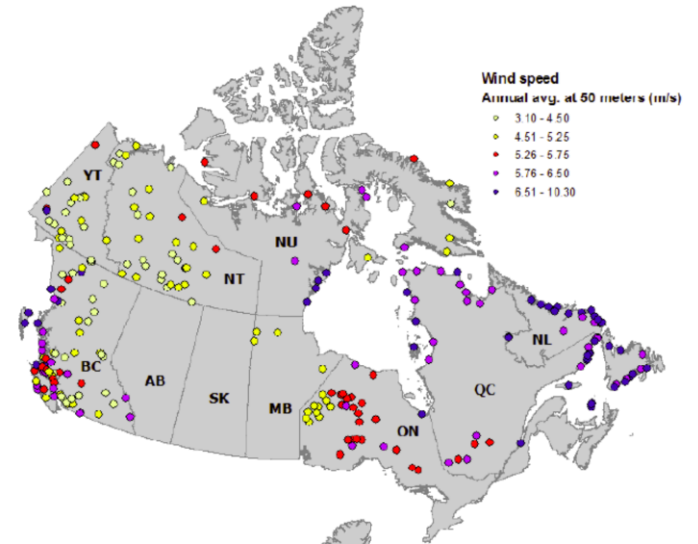 Wind speed
Annual avg. at 50 meters (m/s)
3.10 - 4.50
4.51 - 5.25
5.26 - 5.75
5.76 - 6.50
6.51 - 10.30
YT
NU
NT
NL
BC
AB
SK
MB
QC
ON